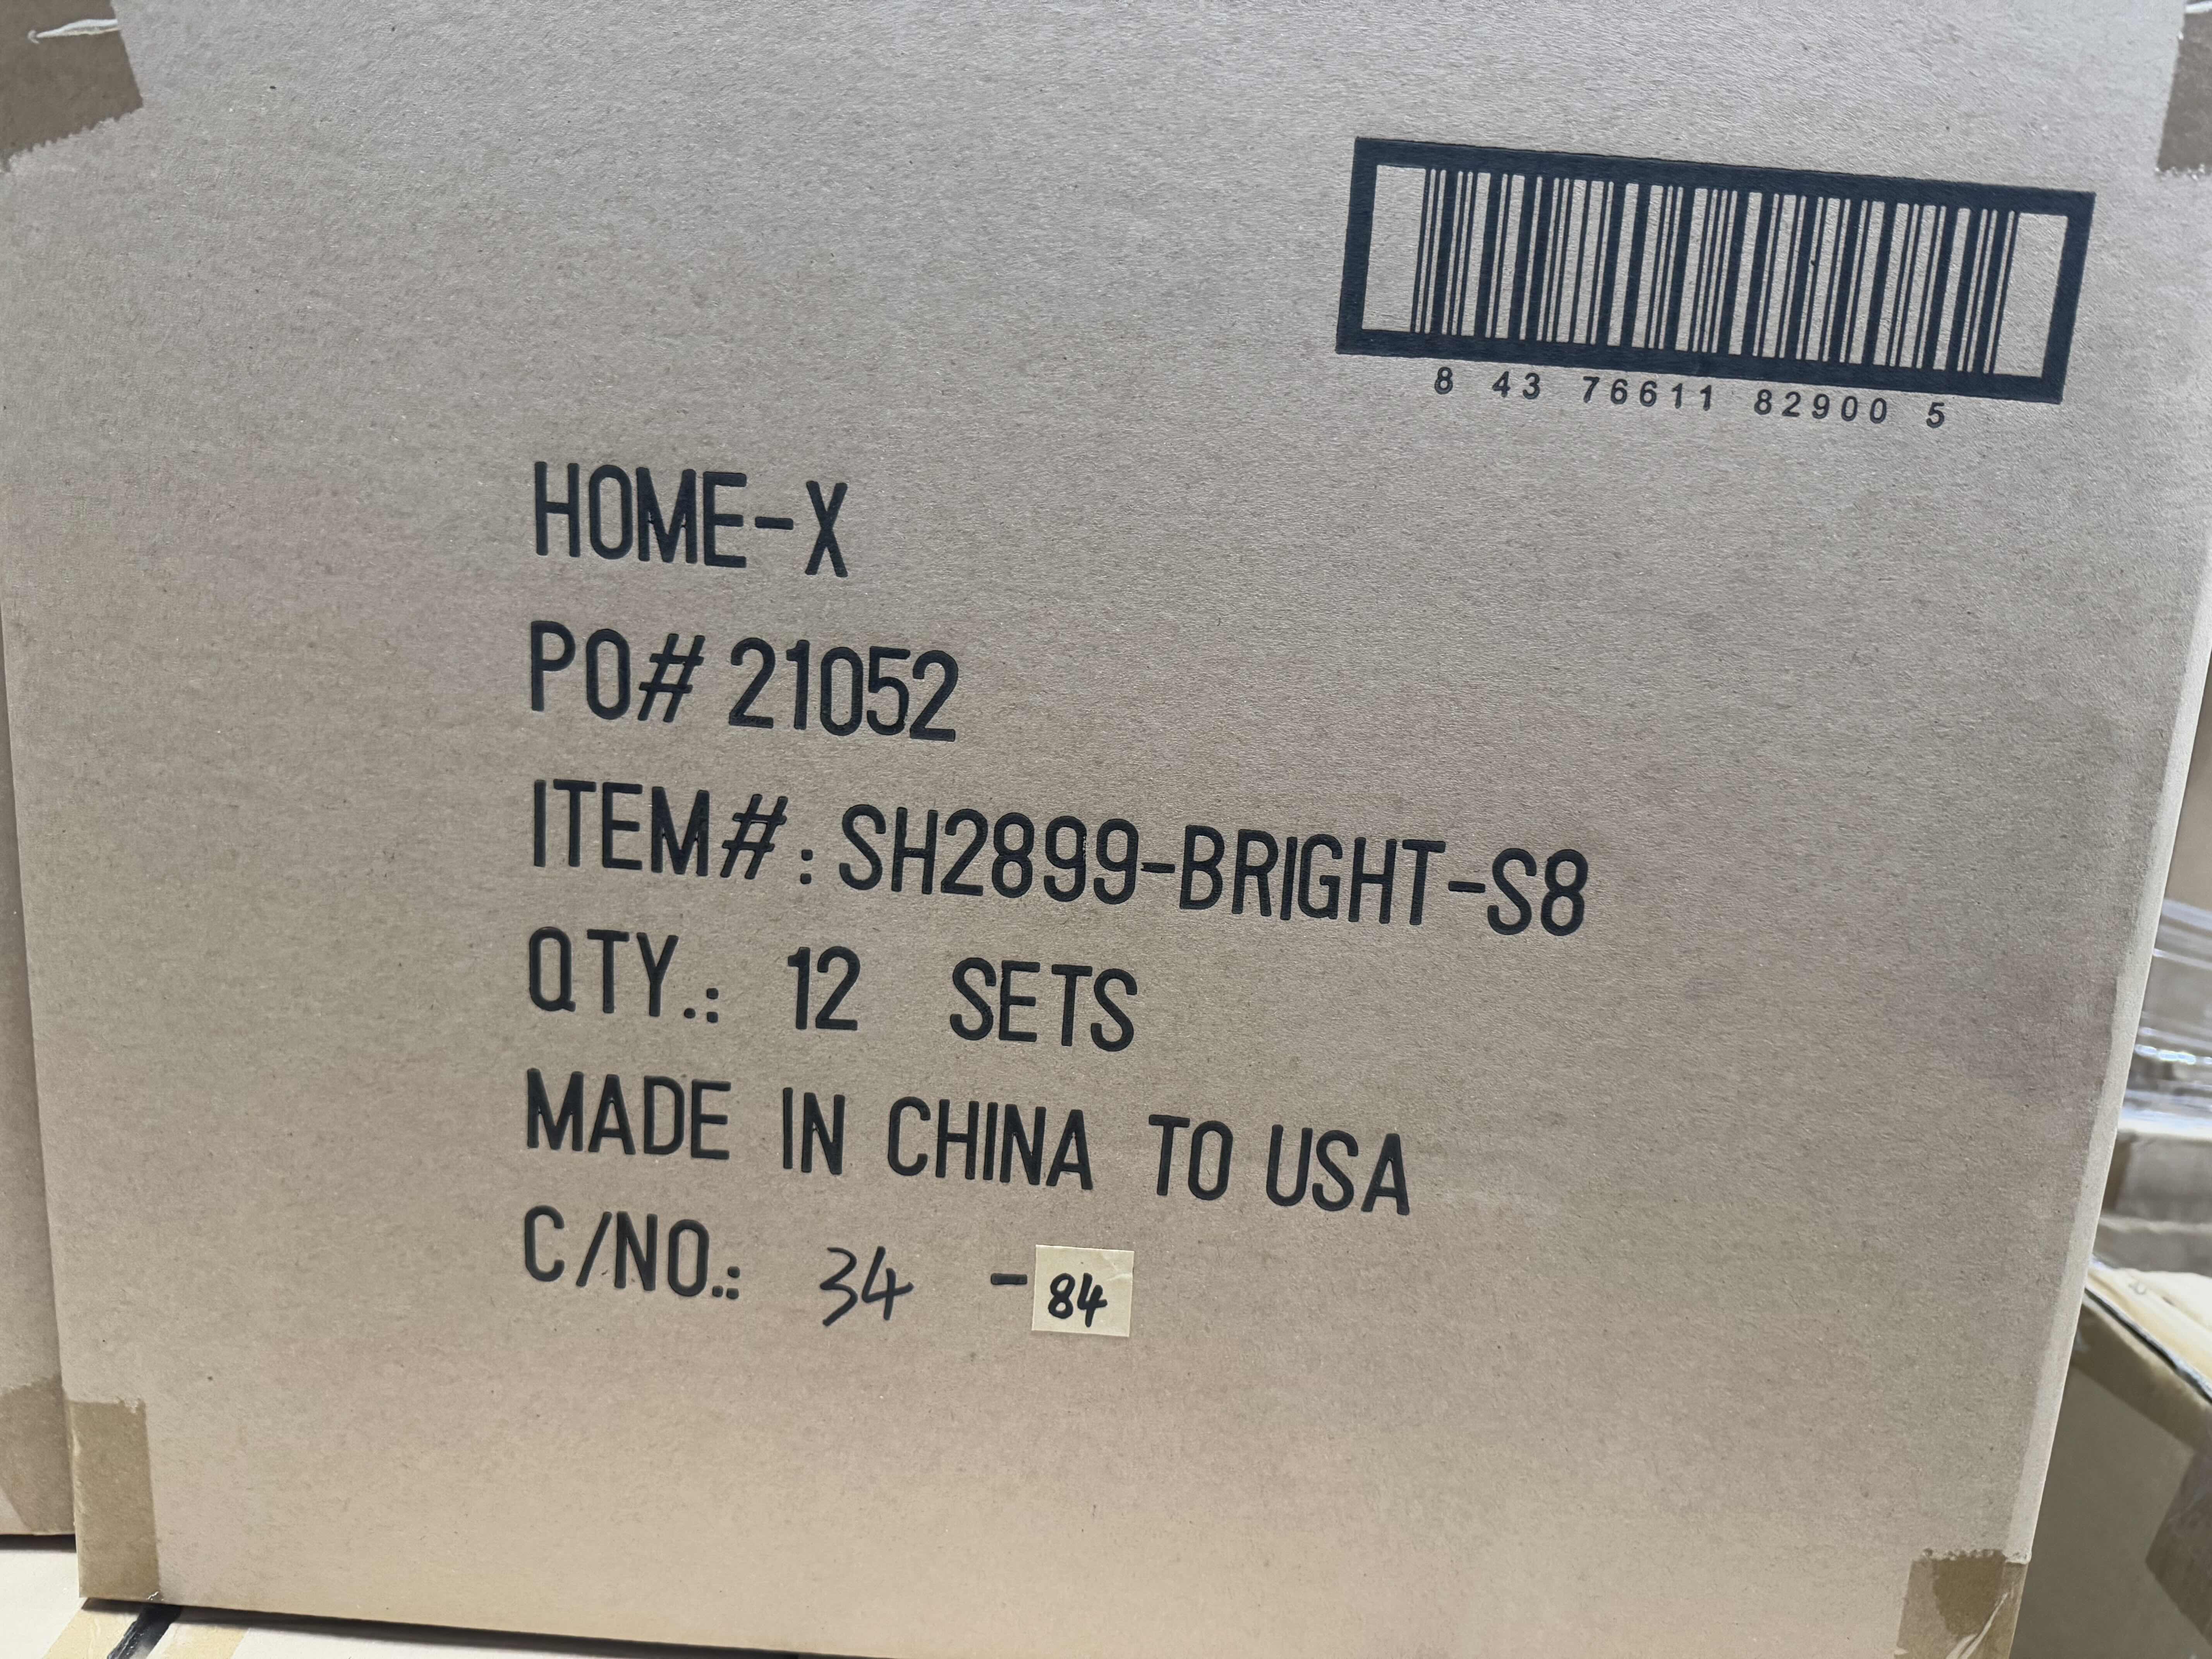 8 43 76611 82900 5
HOME-X
PO# 21052
ITEM#: SH2899-BRIGHT-S8
QTY.: 12 SETS
MADE IN CHINA TO USA
C/NO.: 34 - 84